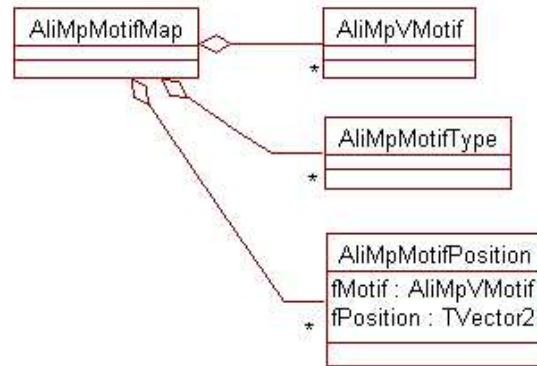 AliMpMotifMap
AliMpVMotif
*
AliMpMotifType
*
AliMpMotifPosition
fMotif : AliMpVMotif
fPosition : TVector2
*